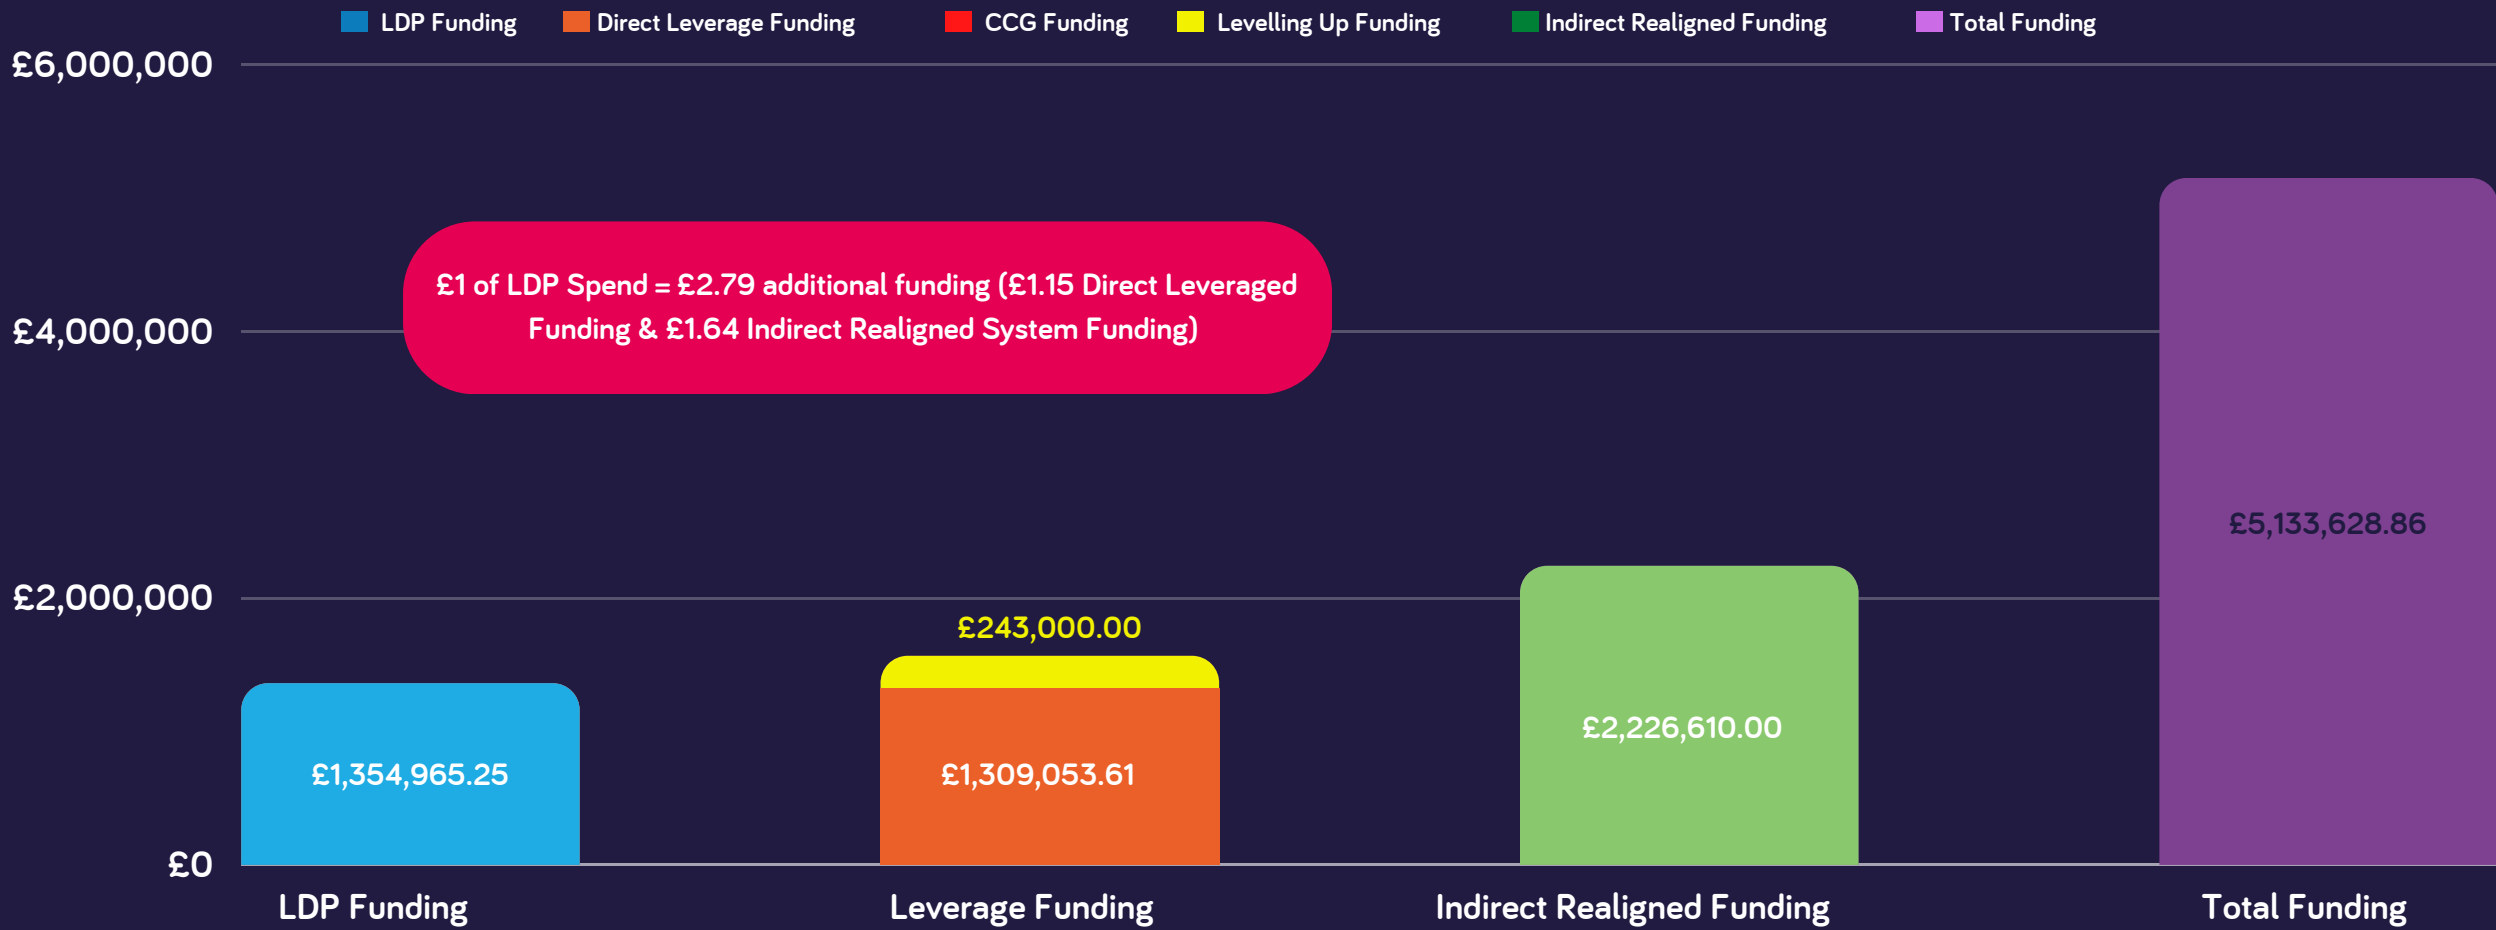 LDP Funding Direct Leverage Funding CCG Funding Levelling Up Funding Indirect Realigned Funding Total Funding
£6,000,000
£1 of LDP Spend = £2.79 additional funding (£1.15 Direct Leveraged
Funding & £1.64 Indirect Realigned System Funding)
£4,000,000
£5,133,628.86
£2,000,000
£243,000.00
£2,226,610.00
£1,354,965.25
£1,309,053.61
£0
LDP Funding Leverage Funding Indirect Realigned Funding Total Funding